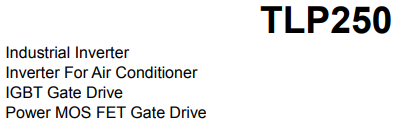 TLP250
Industrial Inverter
Inverter For Air Conditioner
IGBT Gate Drive
Power MOS FET Gate Drive